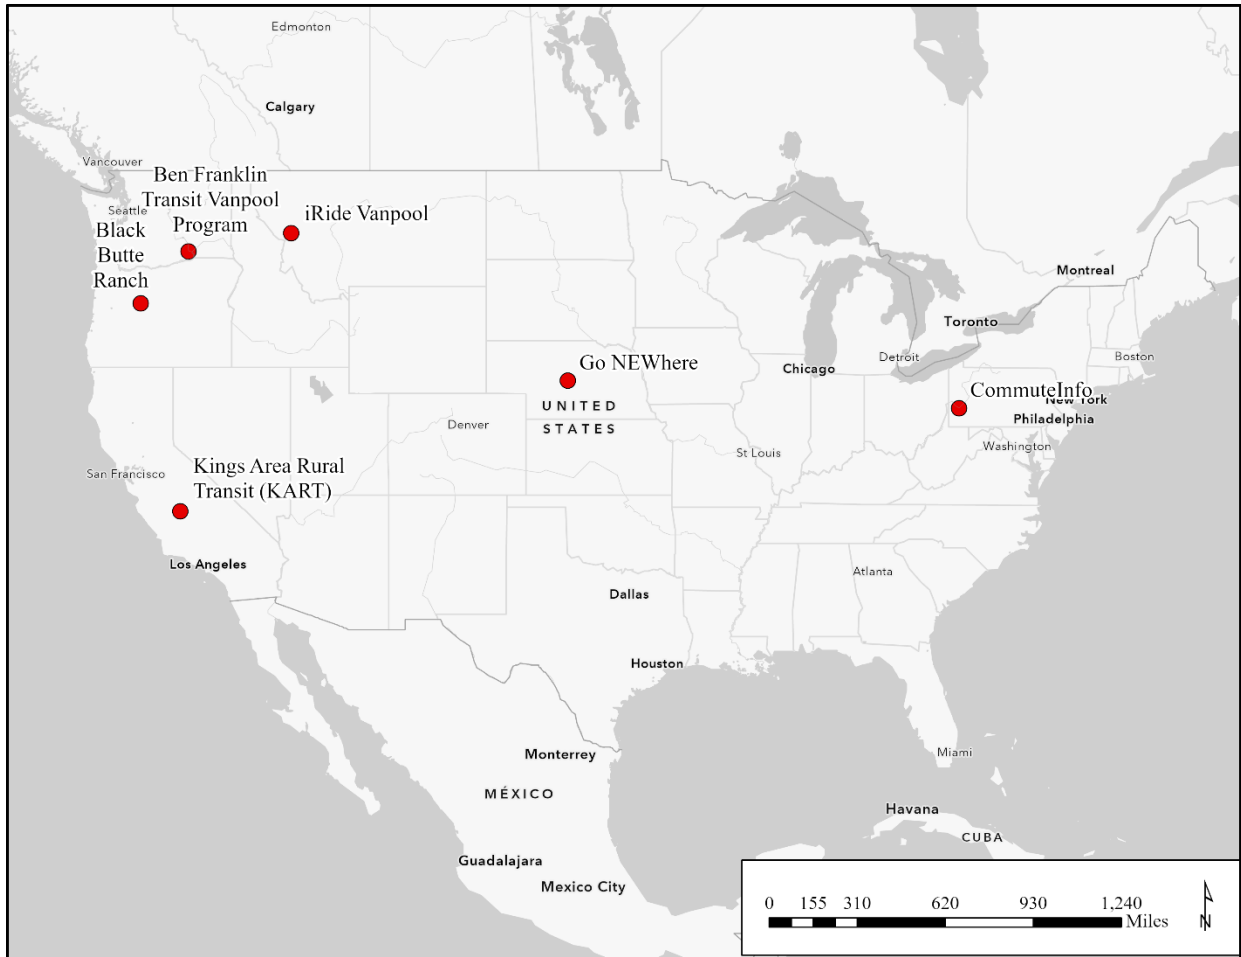 Edmonton
Calgary
Vancouver
Ben Franklin
Transit Vanpool
Program
iRide Vanpool
Seattle
Black
Butte
Ranch
Montreal
Toronto
Go NEWhere
Chicago
Detroit
Boston
CommuteInfo
New York
Philadelphia
UNITED
STATES
Denver
Washington
St Louis
San Francisco
Kings Area Rural
Transit (KART)
Los Angeles
Atlanta
Dallas
Houston
Monterrey
Miami
MÉXICO
Havana
CUBA
Guadalajara
Mexico City
0 155 310 620 930 1,240
Miles
N